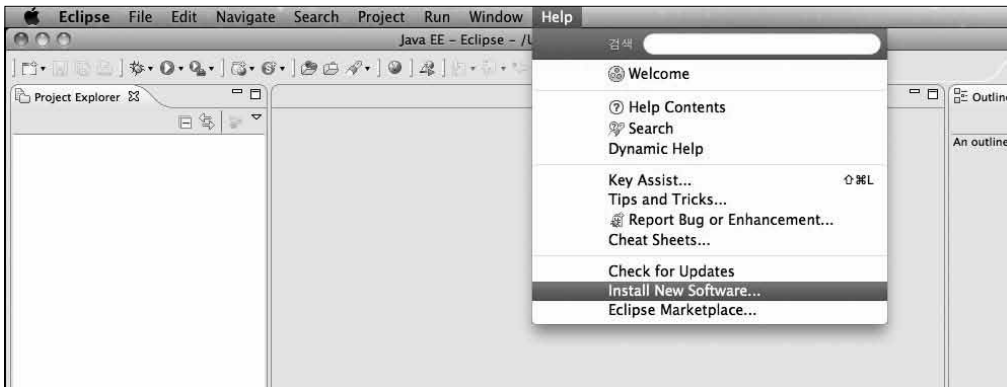 Eclipse File Edit Navigate Search Project Run Window Help
Java EE – Eclipse – /U
검색
Project Explorer
Welcome
Help Contents
Search
Dynamic Help
Key Assist... ⇧⌘L
Tips and Tricks...
Report Bug or Enhancement...
Cheat Sheets...
Check for Updates
Install New Software...
Eclipse Marketplace...
Outline
An outline